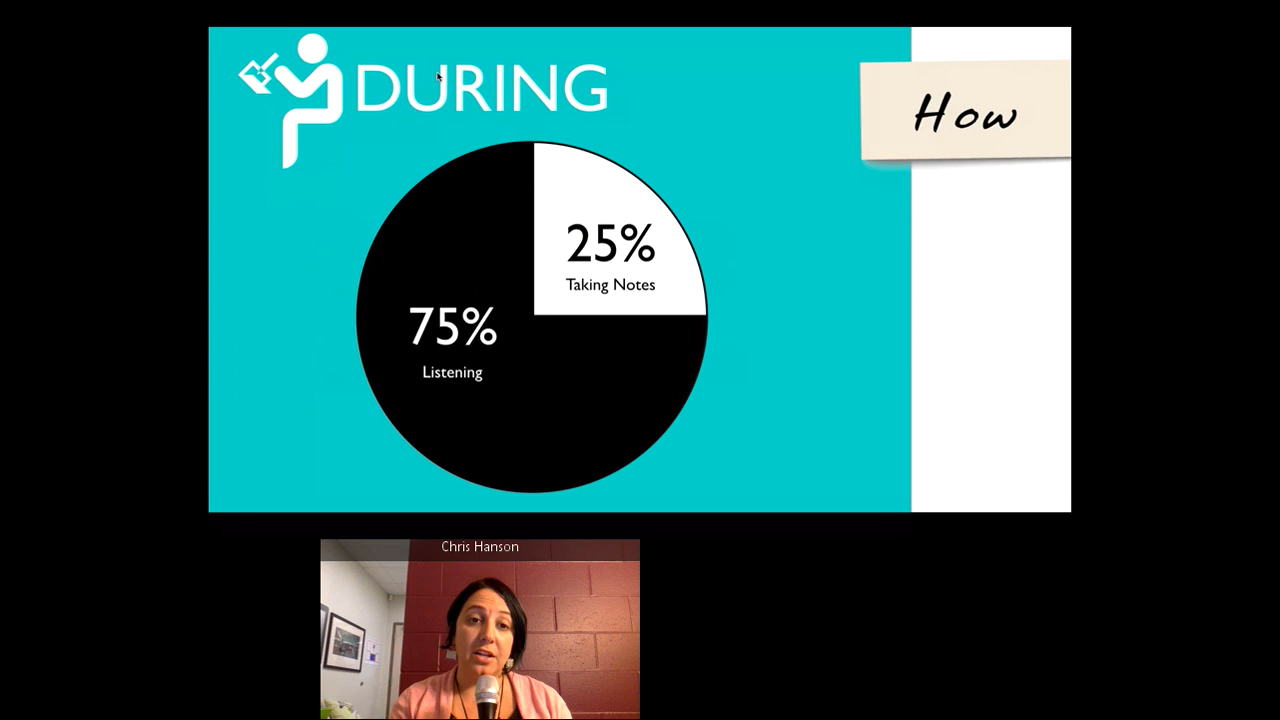 DURING
How
25%
Taking Notes
75%
Listening
Chris Hanson